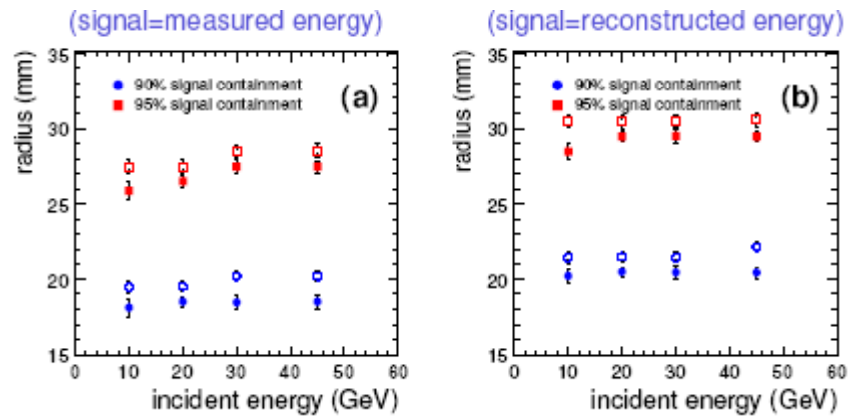 (signal=measured energy)
radius (mm)
35
30
25
20
15
90% signal containment
95% signal containment
(a)
0 10 20 30 40 50 60
incident energy (GeV)
(signal=reconstructed energy)
radius (mm)
35
30
25
20
15
90% signal containment
95% signal containment
(b)
0 10 20 30 40 50 60
incident energy (GeV)